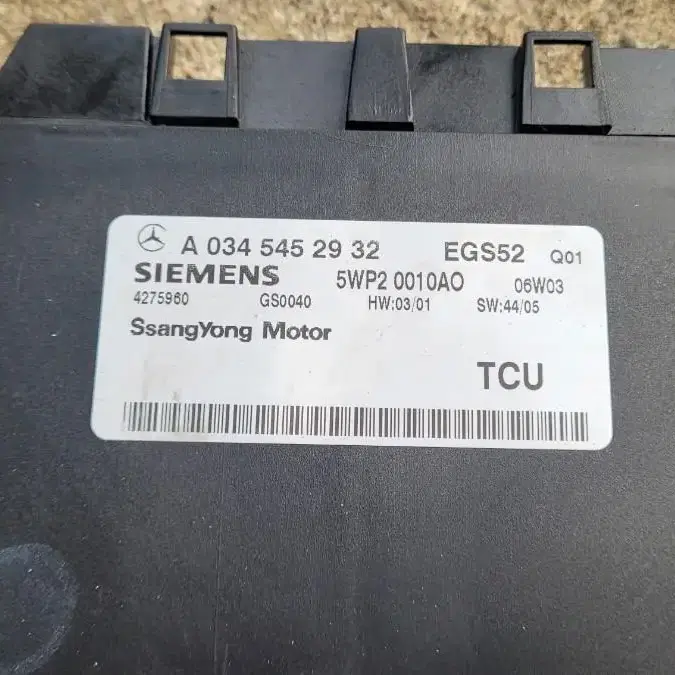 A 034 545 29 32 EGS52 Q01
SIEMENS 5WP2 0010AO 06W03
4275960 GS0040 HW:03/01 SW:44/05
SsangYong Motor
TCU